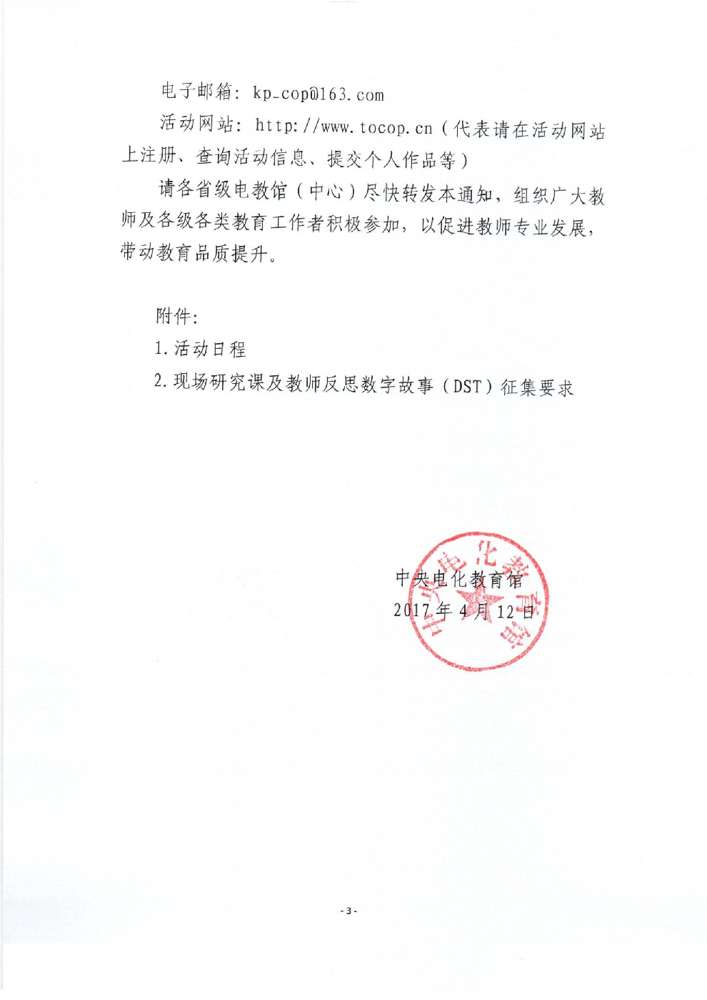 电子邮箱：kp_cop@163.com
活动网站：http://www.tocop.cn（代表请在活动网站
上注册、查询活动信息、提交个人作品等）
请各省级电教馆（中心）尽快转发本通知，组织广大教
师及各级各类教育工作者积极参加，以促进教师专业发展，
带动教育品质提升。
附件：
1.活动日程
2.现场研究课及教师反思数字故事（DST）征集要求
中央电化教育馆
中央电化教育馆
2017年4月12日
-3-